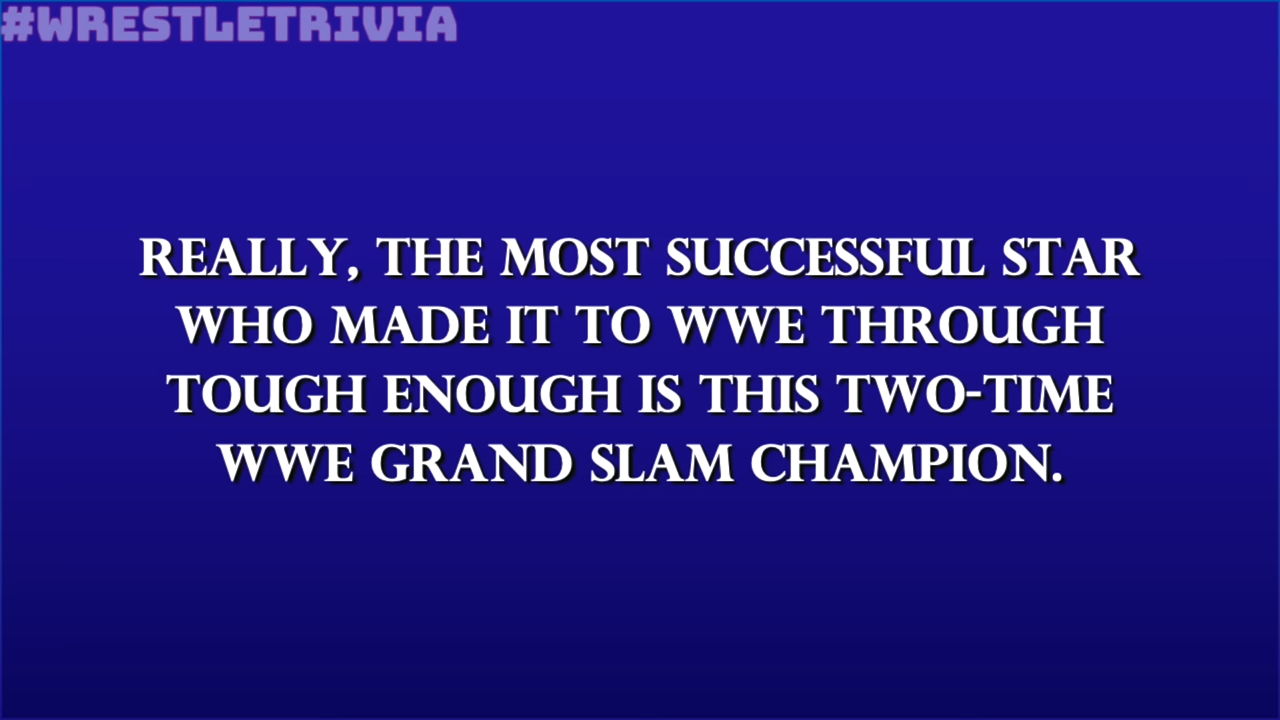 #WRESTLETRIVIA
REALLY, THE MOST SUCCESSFUL STAR
WHO MADE IT TO WWE THROUGH
TOUGH ENOUGH IS THIS TWO-TIME
WWE GRAND SLAM CHAMPION.